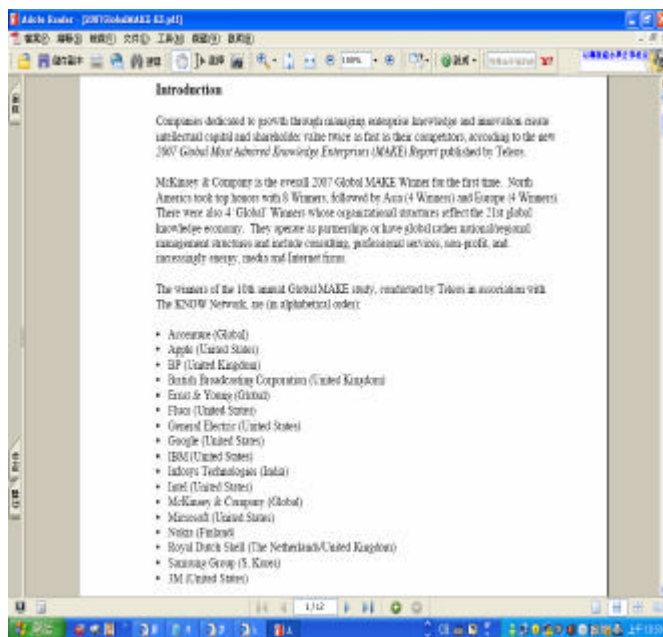 Adobe Reader - [2007GlobalMAKE-ES.pdf]
100%
Introduction
Companies dedicated to growth through managing enterprise knowledge and innovation create
intellectual capital and shareholder value twice as fast as their competitors, according to the new
2007 Global Most Admired Knowledge Enterprises (MAKE) Report published by Teleos.
McKinsey & Company is the overall 2007 Global MAKE Winner for the first time. North
America took top honors with 8 Winners, followed by Asia (4 Winners) and Europe (4 Winners).
There were also 4 'Global' Winners whose organizational structures reflect the 21st global
knowledge economy. They operate as partnerships or have global rather national/regional
management structures and include consulting, professional services, non-profit, and
increasingly energy, media and Internet firms.
The winners of the 10th annual Global MAKE study, conducted by Teleos in association with
The KNOW Network, are (in alphabetical order):
• Accenture (Global)
• Apple (United States)
• BP (United Kingdom)
• British Broadcasting Corporation (United Kingdom)
• Ernst & Young (Global)
• Fluor (United States)
• General Electric (United States)
• Google (United States)
• IBM (United States)
• Infosys Technologies (India)
• Intel (United States)
• McKinsey & Company (Global)
• Microsoft (United States)
• Nokia (Finland)
• Royal Dutch Shell (The Netherlands/United Kingdom)
• Samsung Group (S. Korea)
• 3M (United States)
1/12